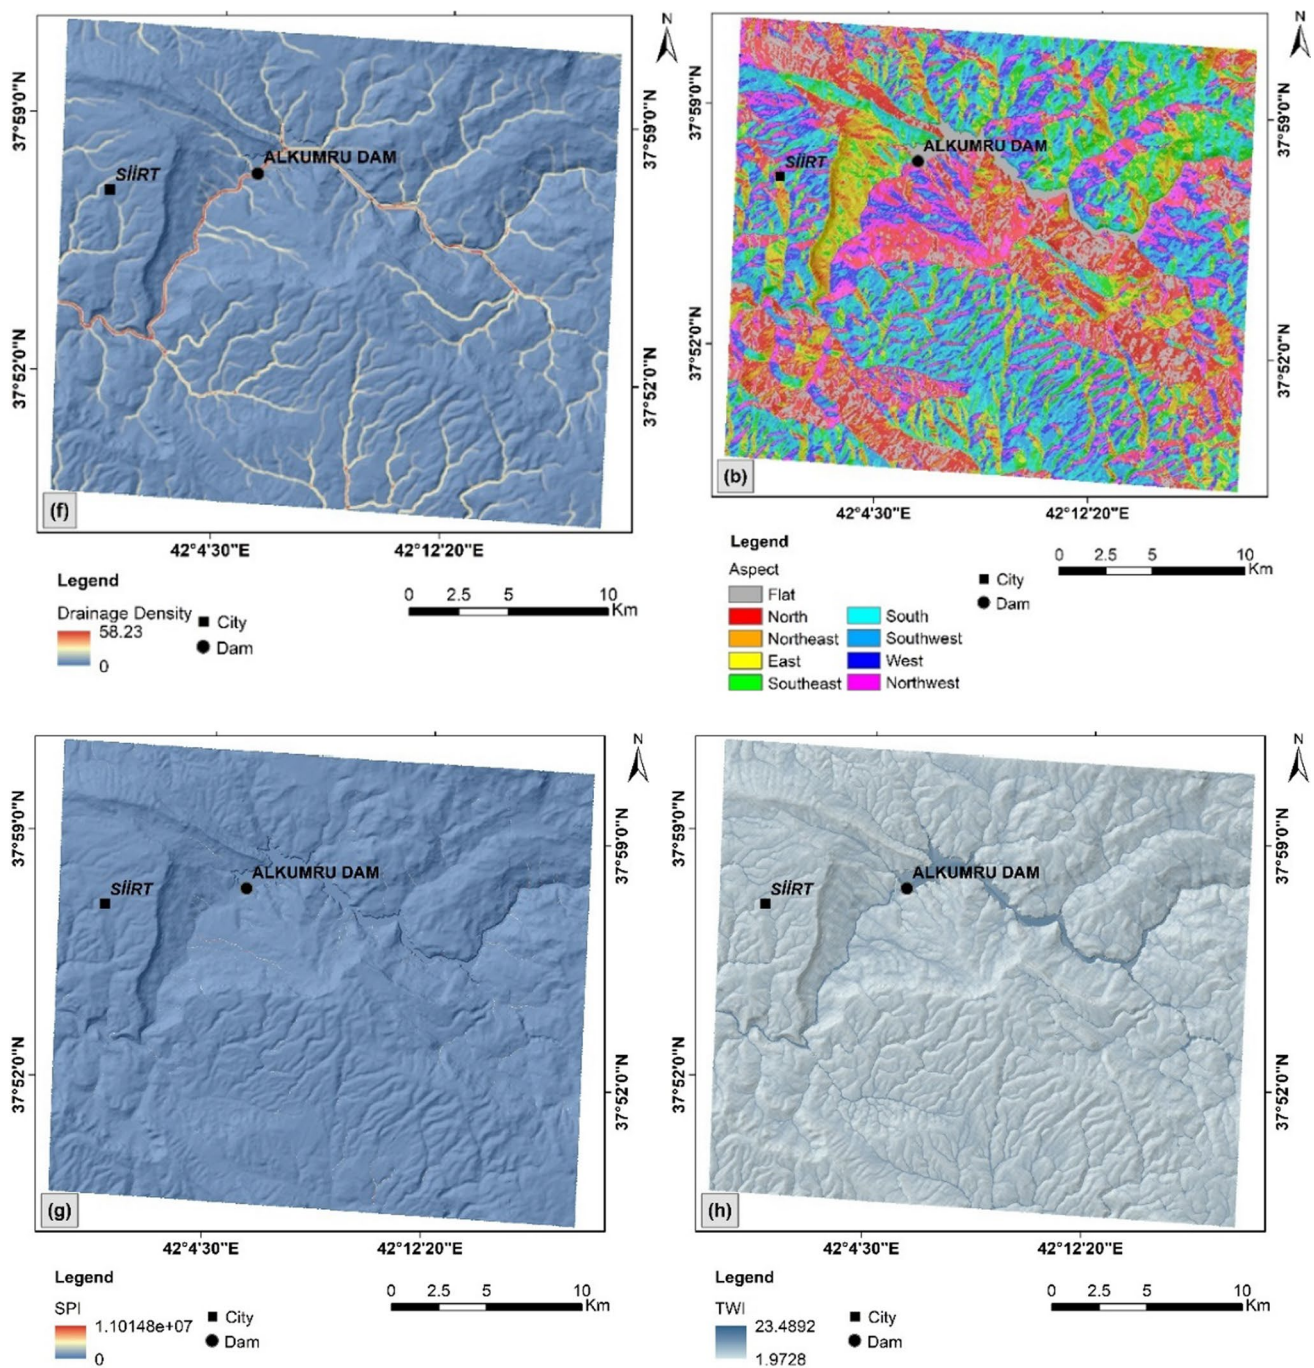 N
37°59'0"N
37°59'0"N
ALKUMRU DAM
SİİRT
37°52'0"N
37°52'0"N
(f)
42°4'30"E
42°12'20"E
Legend
Drainage Density
58.23
0
City
Dam
0 2.5 5 10
Km
N
37°59'0"N
37°59'0"N
ALKUMRU DAM
SİİRT
37°52'0"N
37°52'0"N
(b)
42°4'30"E
42°12'20"E
Legend
Aspect
Flat
North
Northeast
East
Southeast
South
Southwest
West
Northwest
City
Dam
0 2.5 5 10
Km
N
37°59'0"N
37°59'0"N
ALKUMRU DAM
SİİRT
37°52'0"N
37°52'0"N
(g)
42°4'30"E
42°12'20"E
Legend
SPI
1.10148e+07
0
City
Dam
0 2.5 5 10
Km
N
37°59'0"N
37°59'0"N
ALKUMRU DAM
SİİRT
37°52'0"N
37°52'0"N
(h)
42°4'30"E
42°12'20"E
Legend
TWI
23.4892
1.9728
City
Dam
0 2.5 5 10
Km